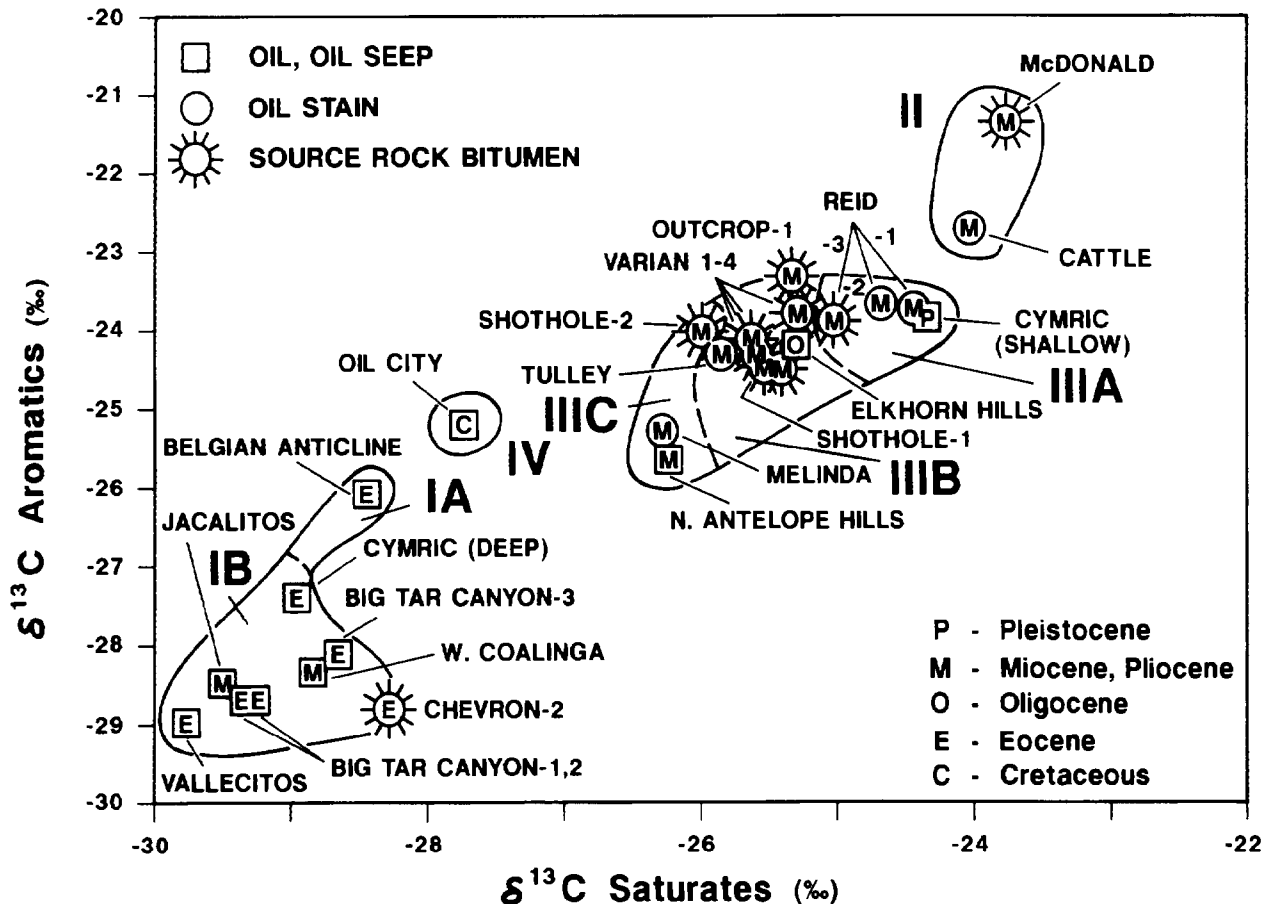 -20
-21
-22
-23
-24
-25
-26
-27
-28
-29
-30
δ¹³C Aromatics (‰)
OIL, OIL SEEP
OIL STAIN
SOURCE ROCK BITUMEN
McDONALD
II
M
M
CATTLE
REID
-3
-1
-2
OUTCROP-1
VARIAN 1-4
M
M
M
M
M
P
CYMRIC
(SHALLOW)
SHOTHOLE-2
M
M
M
O
TULLEY
IIIC
IIIA
ELKHORN HILLS
SHOTHOLE-1
M
M
MELINDA
IIIB
N. ANTELOPE HILLS
OIL CITY
C
IV
BELGIAN ANTICLINE
E
IA
JACALITOS
IB
CYMRIC (DEEP)
E
BIG TAR CANYON-3
E
M
W. COALINGA
M
E E
E
CHEVRON-2
E
BIG TAR CANYON-1,2
VALLECITOS
P - Pleistocene
M - Miocene, Pliocene
O - Oligocene
E - Eocene
C - Cretaceous
-30
-28
-26
-24
-22
δ¹³C Saturates (‰)